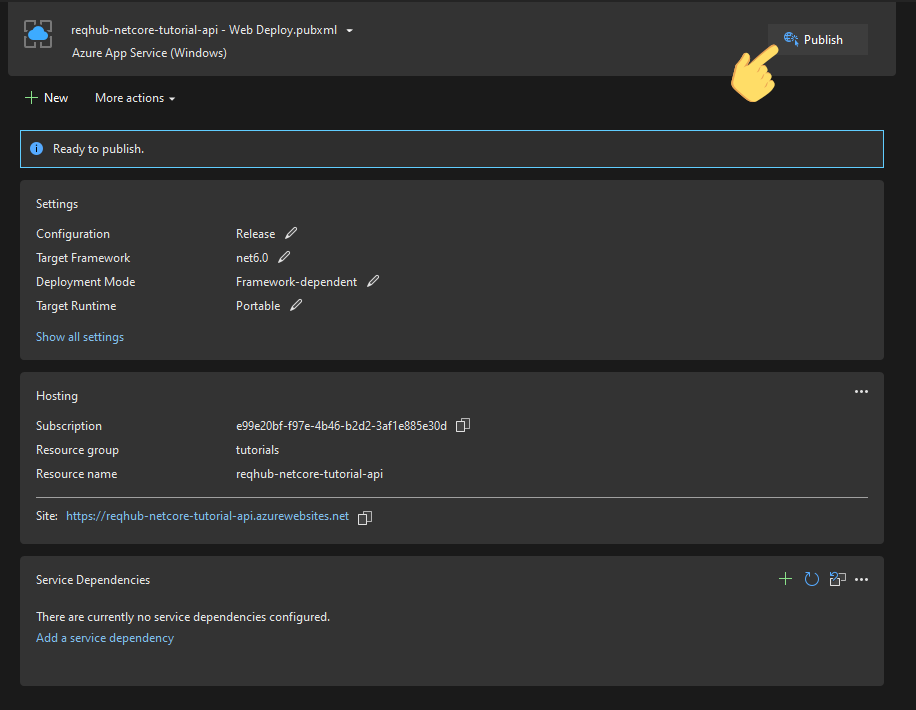 reqhub-netcore-tutorial-api - Web Deploy.pubxml
Azure App Service (Windows)
Publish
New
More actions
Ready to publish.
Settings
Configuration Release
Target Framework net6.0
Deployment Mode Framework-dependent
Target Runtime Portable
Show all settings
Hosting
Subscription e99e20bf-f97e-4b46-b2d2-3af1e885e30d
Resource group tutorials
Resource name reqhub-netcore-tutorial-api
Site: https://reqhub-netcore-tutorial-api.azurewebsites.net
Service Dependencies
There are currently no service dependencies configured.
Add a service dependency